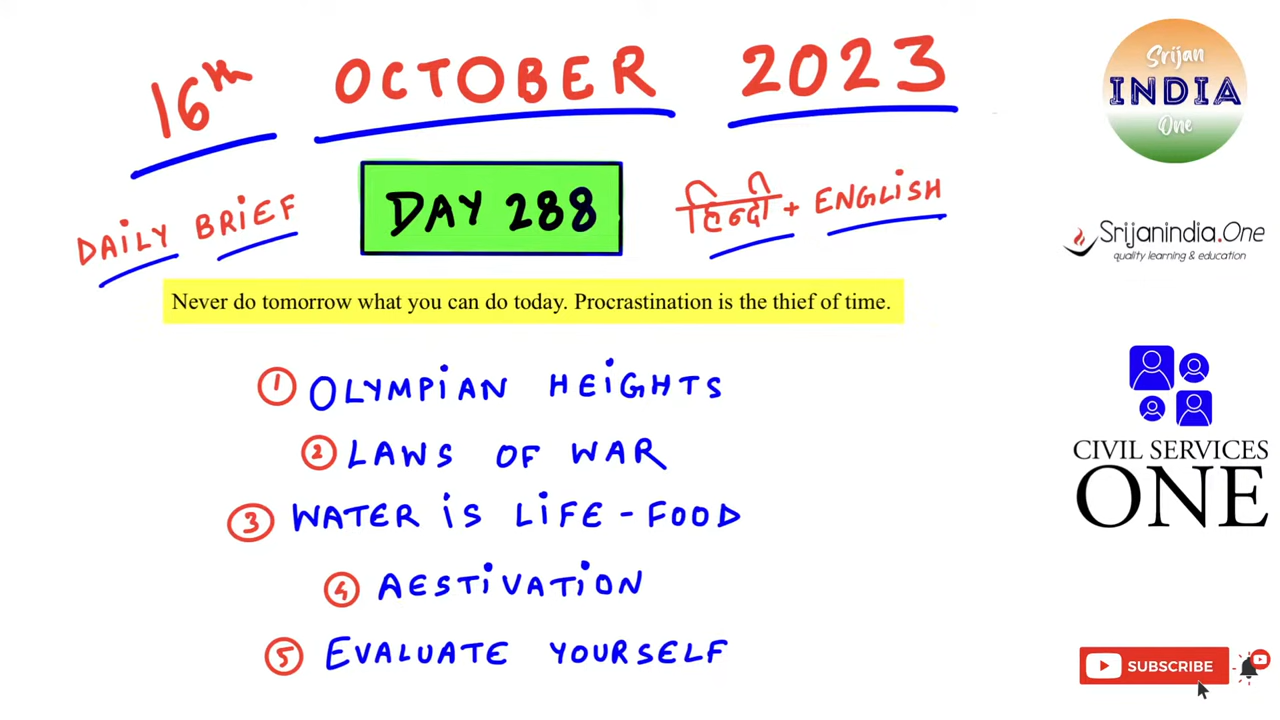 16th OCTOBER 2023
Srijan
INDIA
One
DAILY BRIEF
DAY 288
हिन्दी + ENGLISH
Srijanindia.One
quality learning & education
Never do tomorrow what you can do today. Procrastination is the thief of time.
1 OLYMPIAN HEIGHTS
2 LAWS OF WAR
3 WATER IS LIFE - FOOD
4 AESTIVATION
5 EVALUATE YOURSELF
CIVIL SERVICES
ONE
SUBSCRIBE